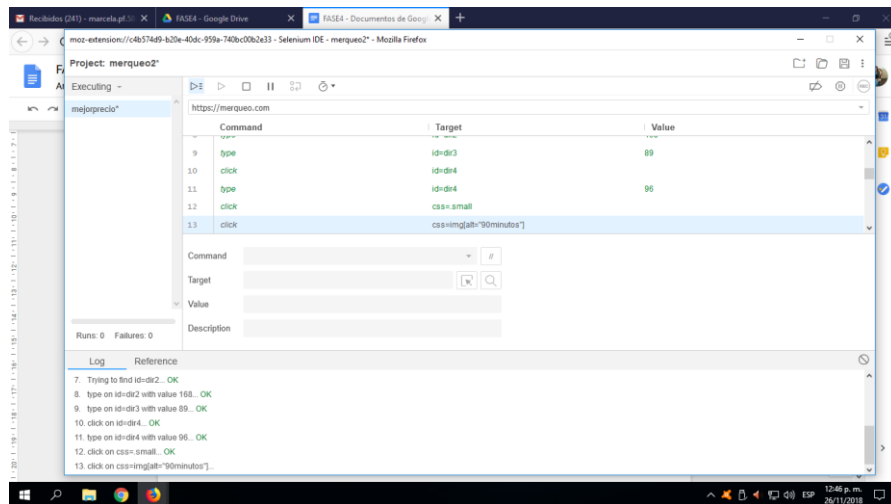 Recibidos (241) - marcela.pf.5 FASE4 - Google Drive FASE4 - Documentos de Googl
moz-extension://c4b574d9-b20e-40dc-959a-740bc00b2e33 - Selenium IDE - merqueo2* - Mozilla Firefox
Project: merqueo2*
Executing
mejorprecio*
https://merqueo.com
Command Target Value
9 type id=dir3 89
10 click id=dir4
11 type id=dir4 96
12 click css=.small
13 click css=img[alt="90minutos"]
Command //
Target
Value
Description
Runs: 0 Failures: 0
Log Reference
7. Trying to find id=dir2... OK
8. type on id=dir2 with value 168... OK
9. type on id=dir3 with value 89... OK
10. click on id=dir4... OK
11. type on id=dir4 with value 96... OK
12. click on css=.small... OK
13. click on css=img[alt="90minutos"]...
ESP
12:46 p. m.
26/11/2018